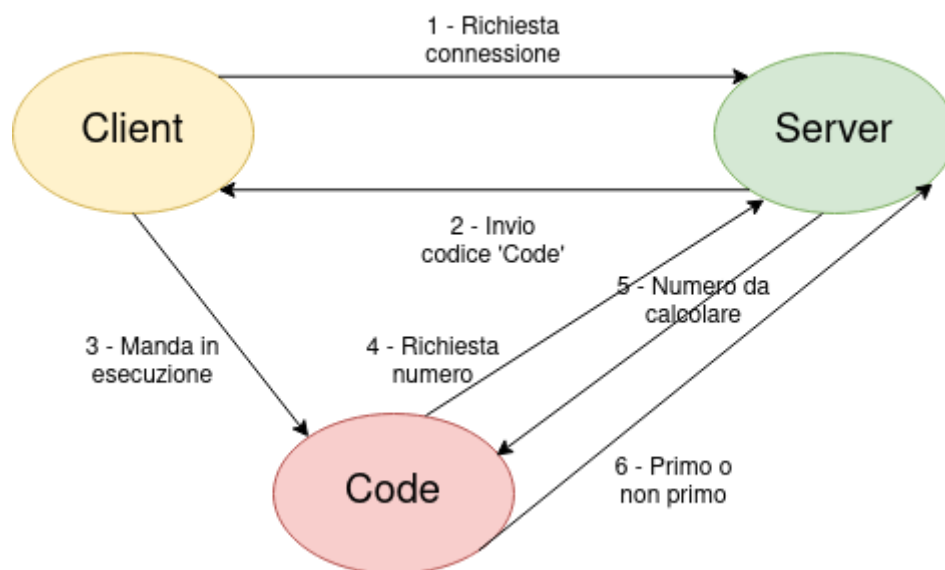 1 - Richiesta
connessione
Client
Server
2 - Invio
codice 'Code'
5 - Numero da
calcolare
3 - Manda in
esecuzione
4 - Richiesta
numero
6 - Primo o
non primo
Code